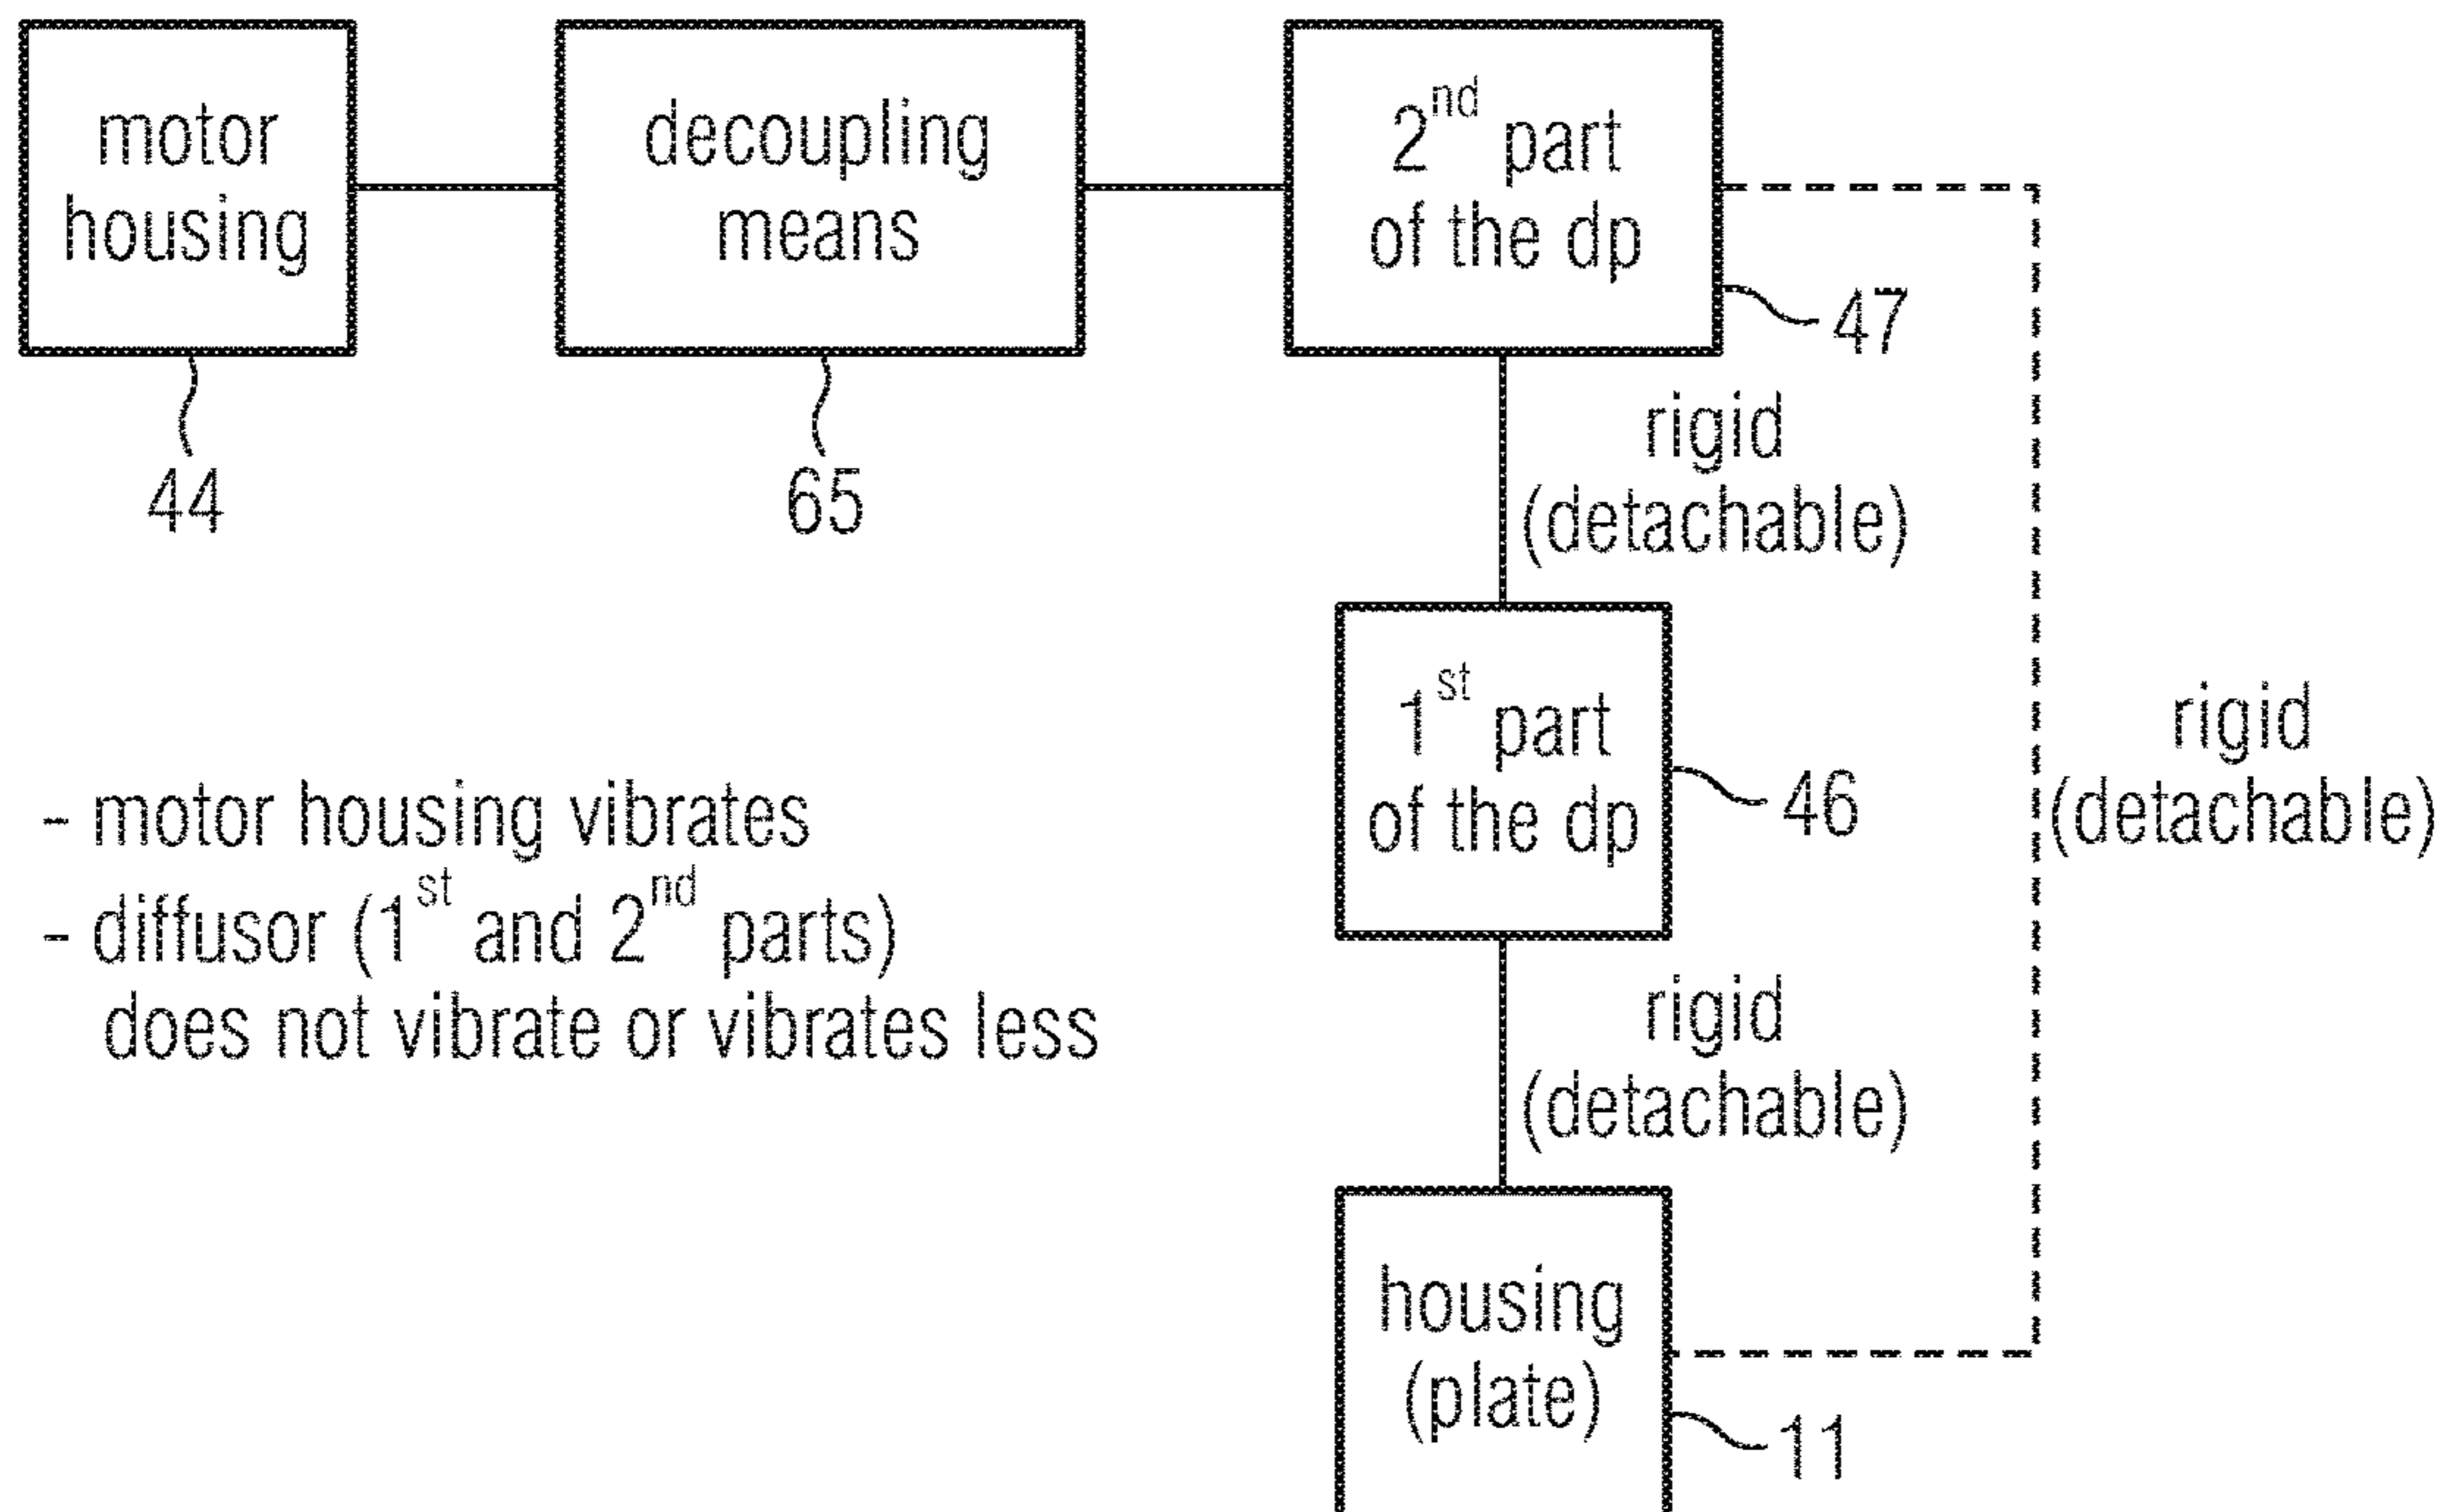 motor
housing
44
decoupling
means
65
2nd part
of the dp
47
rigid
(detachable)
1st part
of the dp
46
rigid
(detachable)
rigid
(detachable)
housing
(plate)
11
- motor housing vibrates
- diffusor (1st and 2nd parts)
does not vibrate or vibrates less